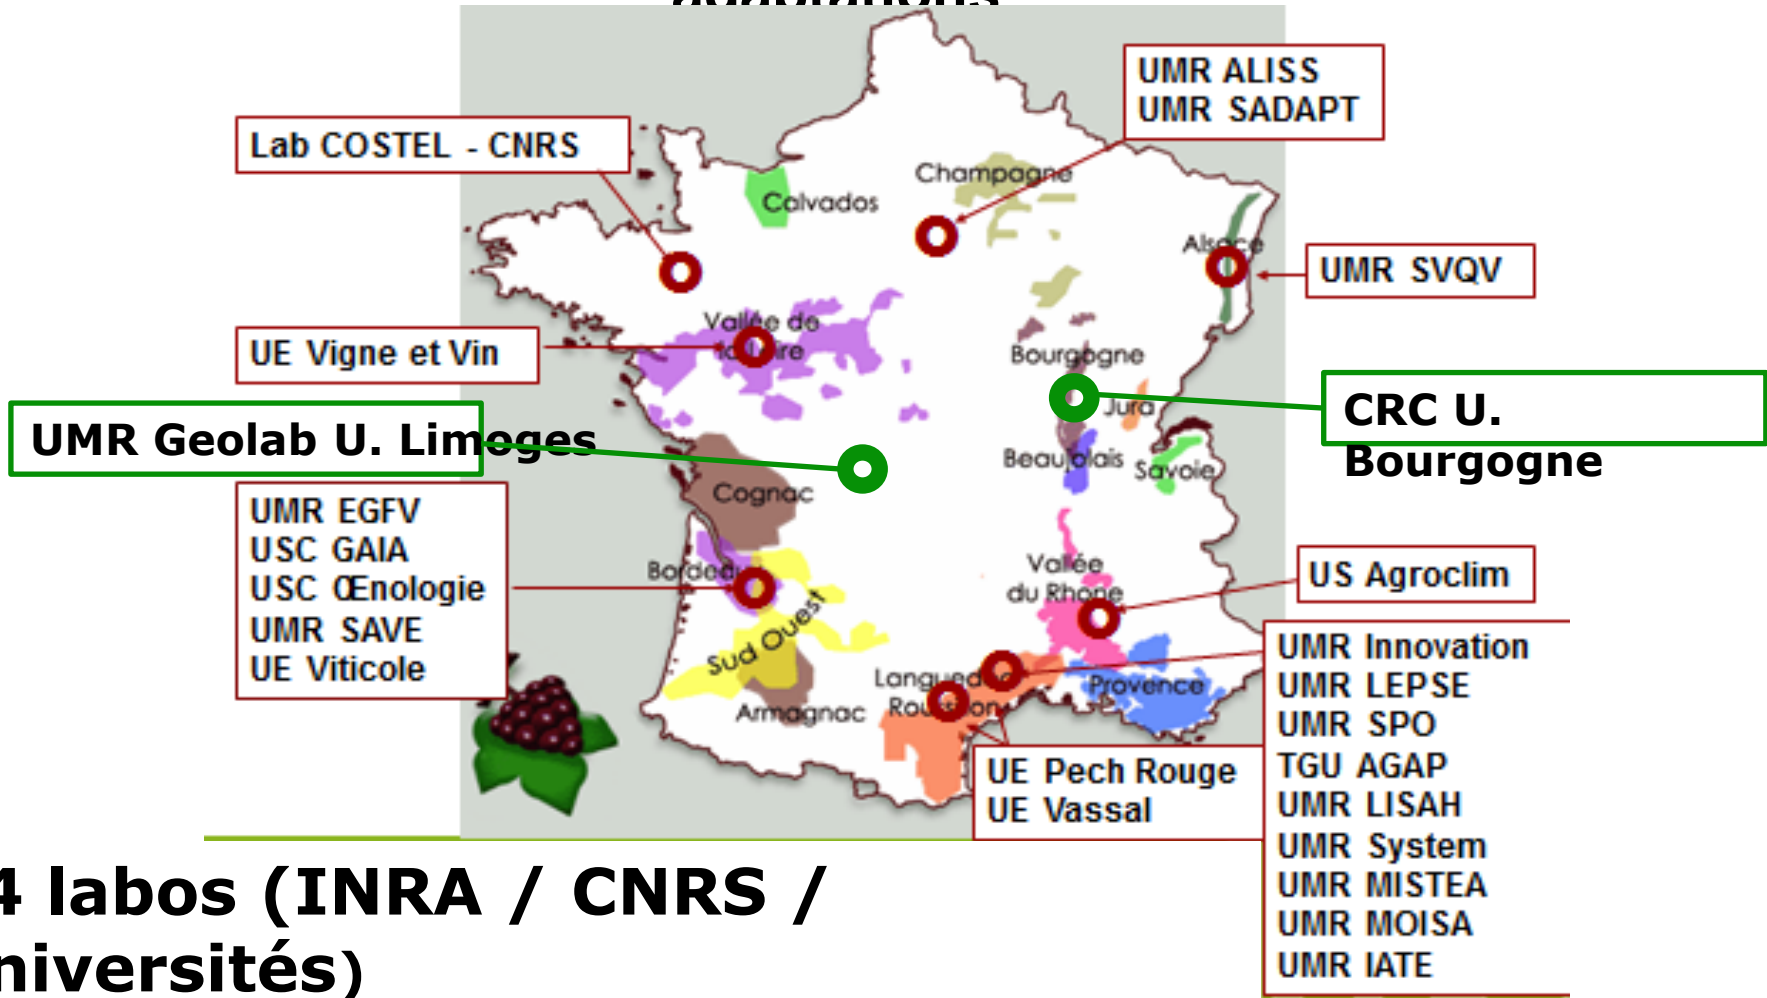 adaptations
UMR ALISS
UMR SADAPT
Lab COSTEL - CNRS
Champagne
Calvados
Alsace
UMR SVQV
Vallée de
la Loire
UE Vigne et Vin
Bourgogne
Jura
CRC U.
Bourgogne
UMR Geolab U. Limoges
Beaujolais
Savoie
Cognac
UMR EGFV
USC GAIA
USC Œnologie
UMR SAVE
UE Viticole
Bordeaux
Vallée
du Rhône
US Agroclim
Sud Ouest
UMR Innovation
UMR LEPSE
UMR SPO
TGU AGAP
UMR LISAH
UMR System
UMR MISTEA
UMR MOISA
UMR IATE
Languedoc
Roussillon
Provence
Armagnac
UE Pech Rouge
UE Vassal
4 labos (INRA / CNRS /
niversités)